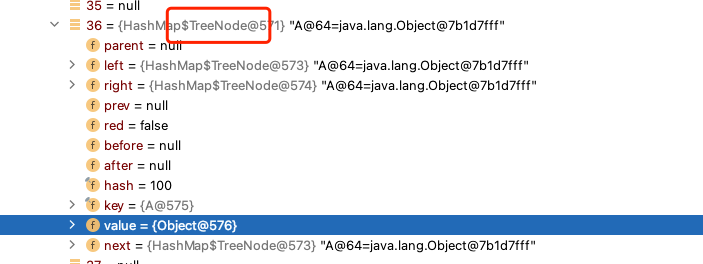 35 = null
36 = {HashMap$TreeNode@571} "A@64=java.lang.Object@7b1d7fff"
f parent = null
f left = {HashMap$TreeNode@573} "A@64=java.lang.Object@7b1d7fff"
f right = {HashMap$TreeNode@574} "A@64=java.lang.Object@7b1d7fff"
f prev = null
f red = false
f before = null
f after = null
f hash = 100
f key = {A@575}
f value = {Object@576}
f next = {HashMap$TreeNode@573} "A@64=java.lang.Object@7b1d7fff"
37 = null